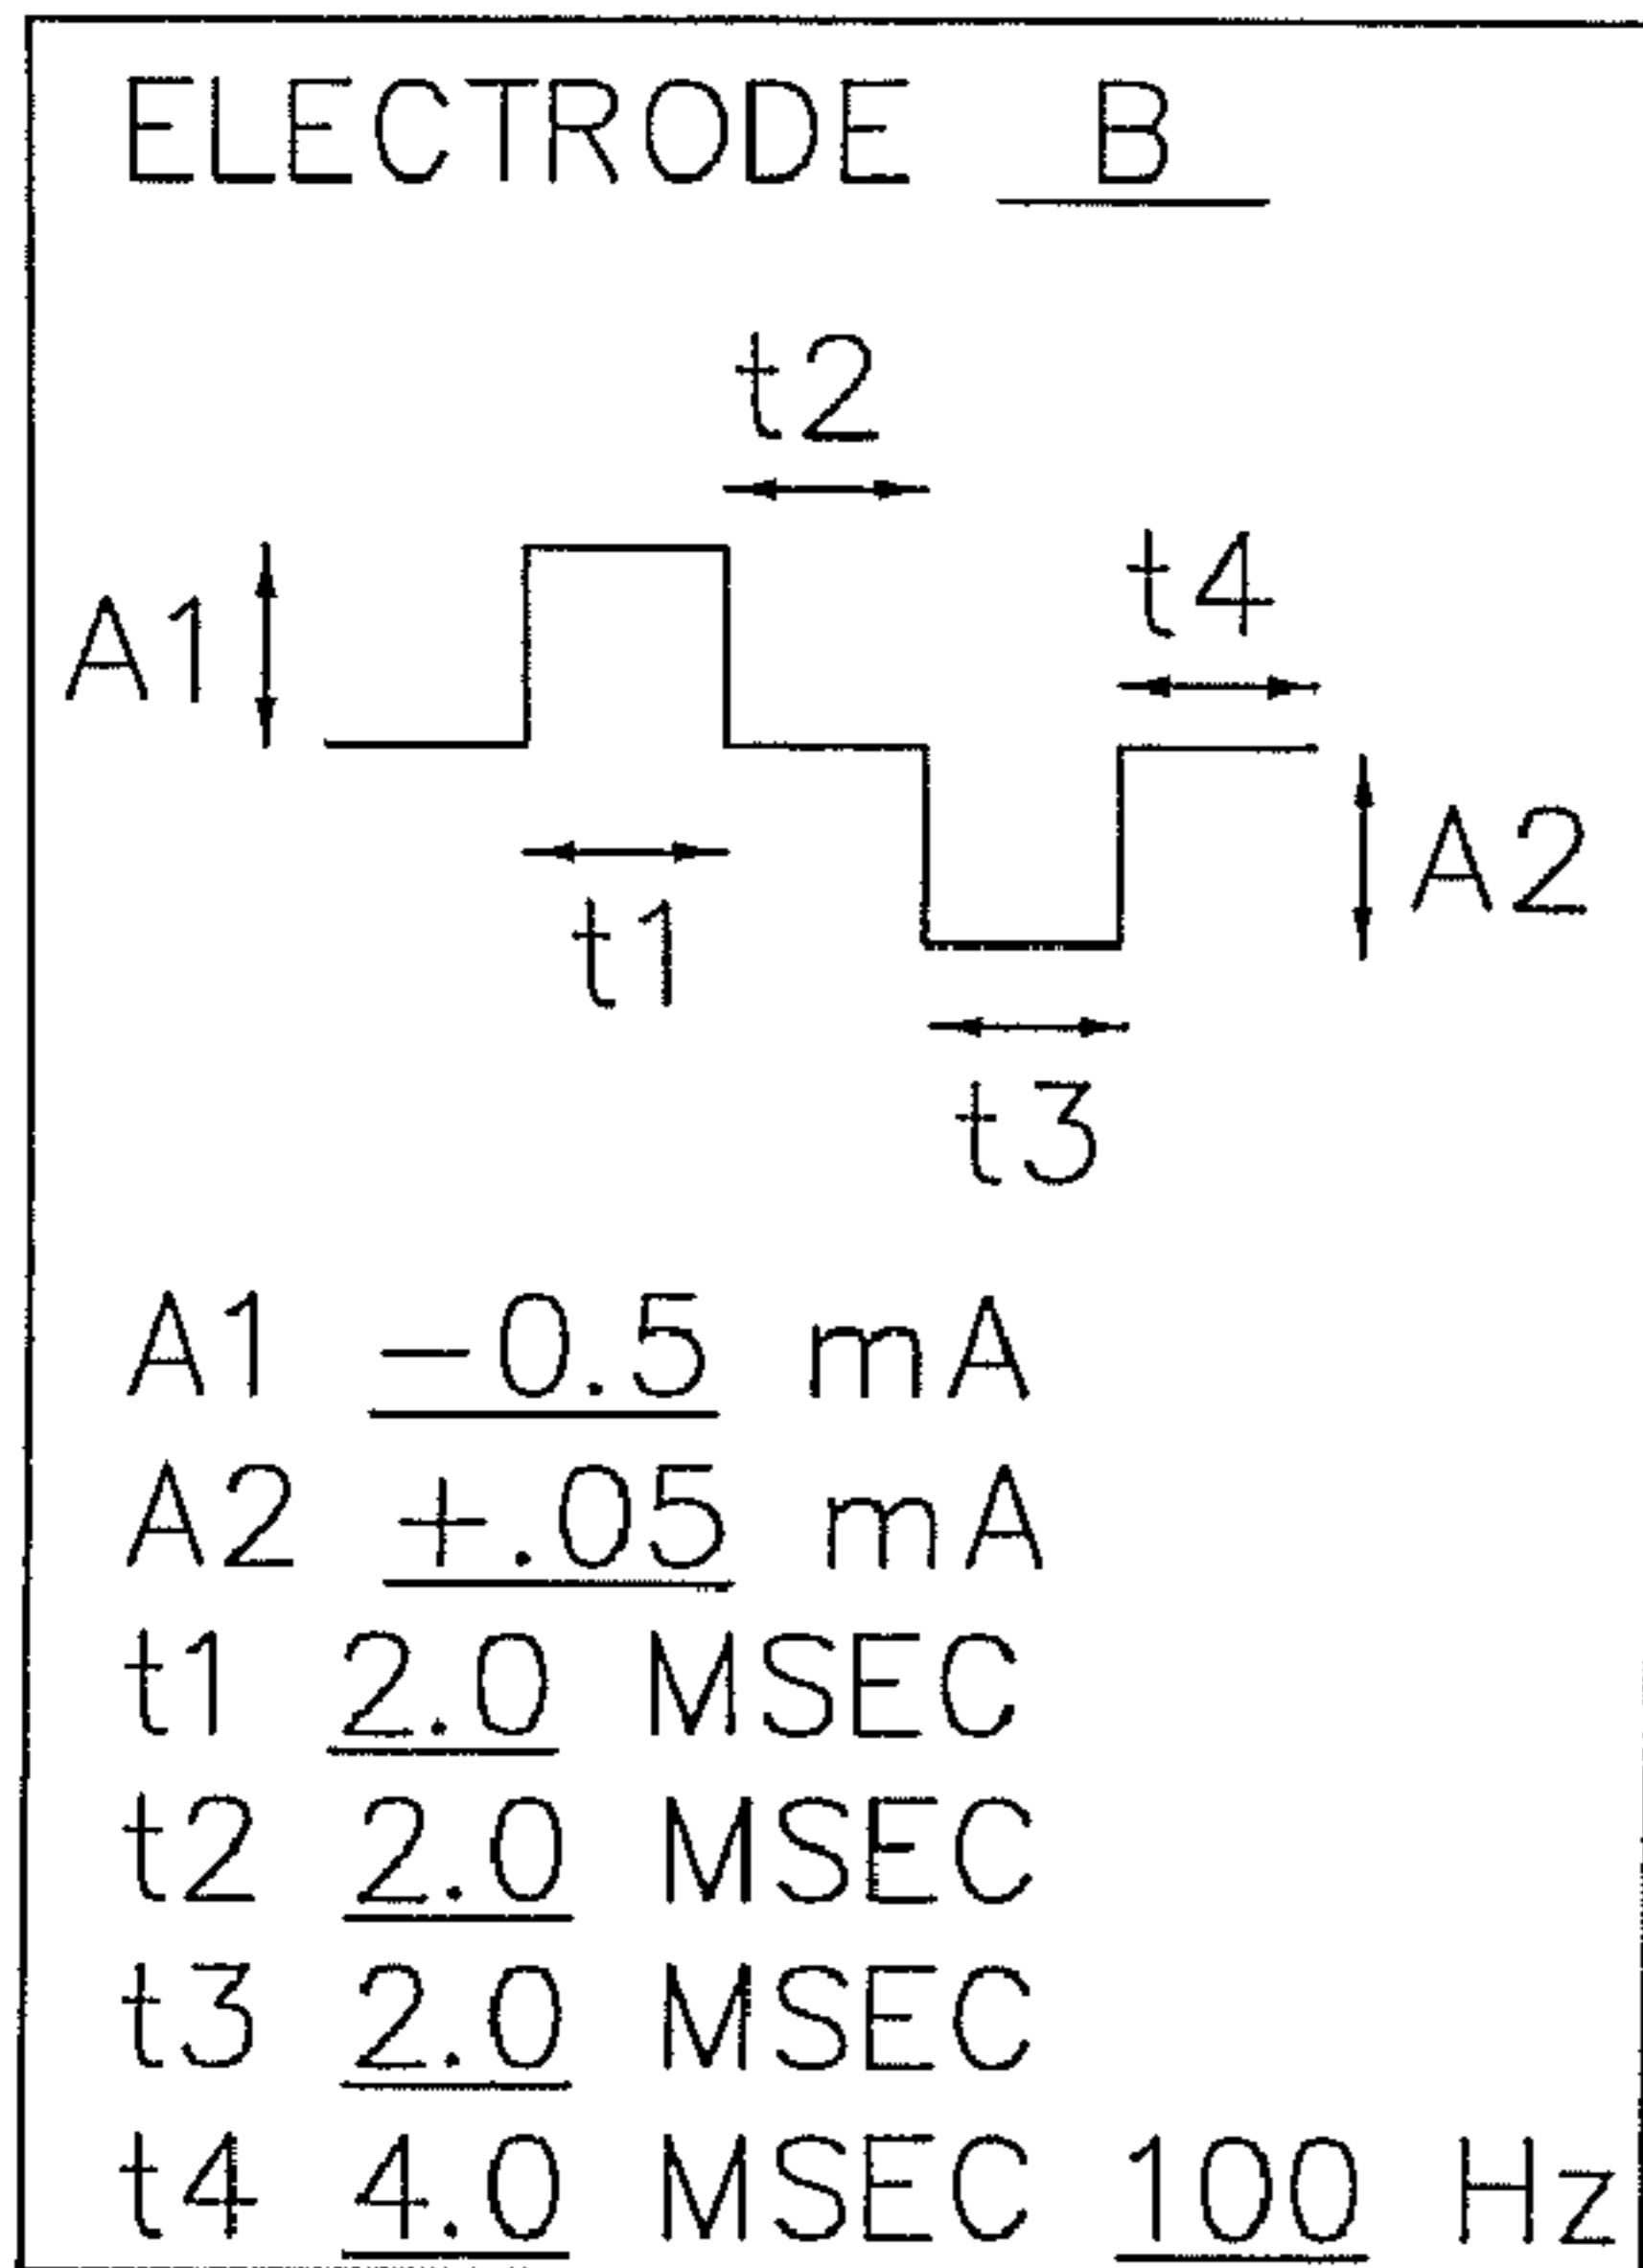 ELECTRODE B
t2
t4
A1
A2
t1
t3
A1 -0.5 mA
A2 +.05 mA
t1 2.0 MSEC
t2 2.0 MSEC
t3 2.0 MSEC
t4 4.0 MSEC 100 Hz